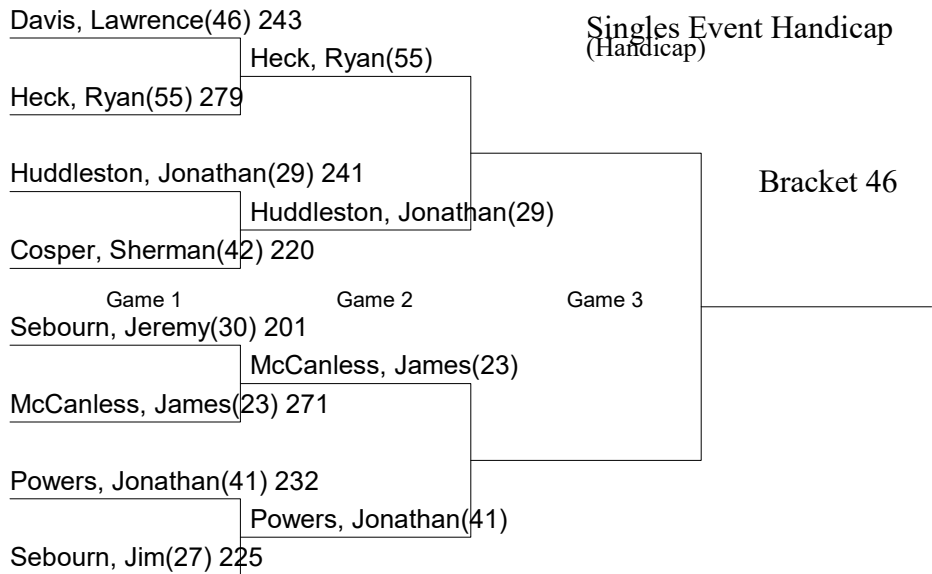 Davis, Lawrence(46) 243
Singles Event Handicap
(Handicap)
Heck, Ryan(55)
Heck, Ryan(55) 279
Huddleston, Jonathan(29) 241
Bracket 46
Huddleston, Jonathan(29)
Cosper, Sherman(42) 220
Game 1 Game 2 Game 3
Sebourn, Jeremy(30) 201
McCanless, James(23)
McCanless, James(23) 271
Powers, Jonathan(41) 232
Powers, Jonathan(41)
Sebourn, Jim(27) 225